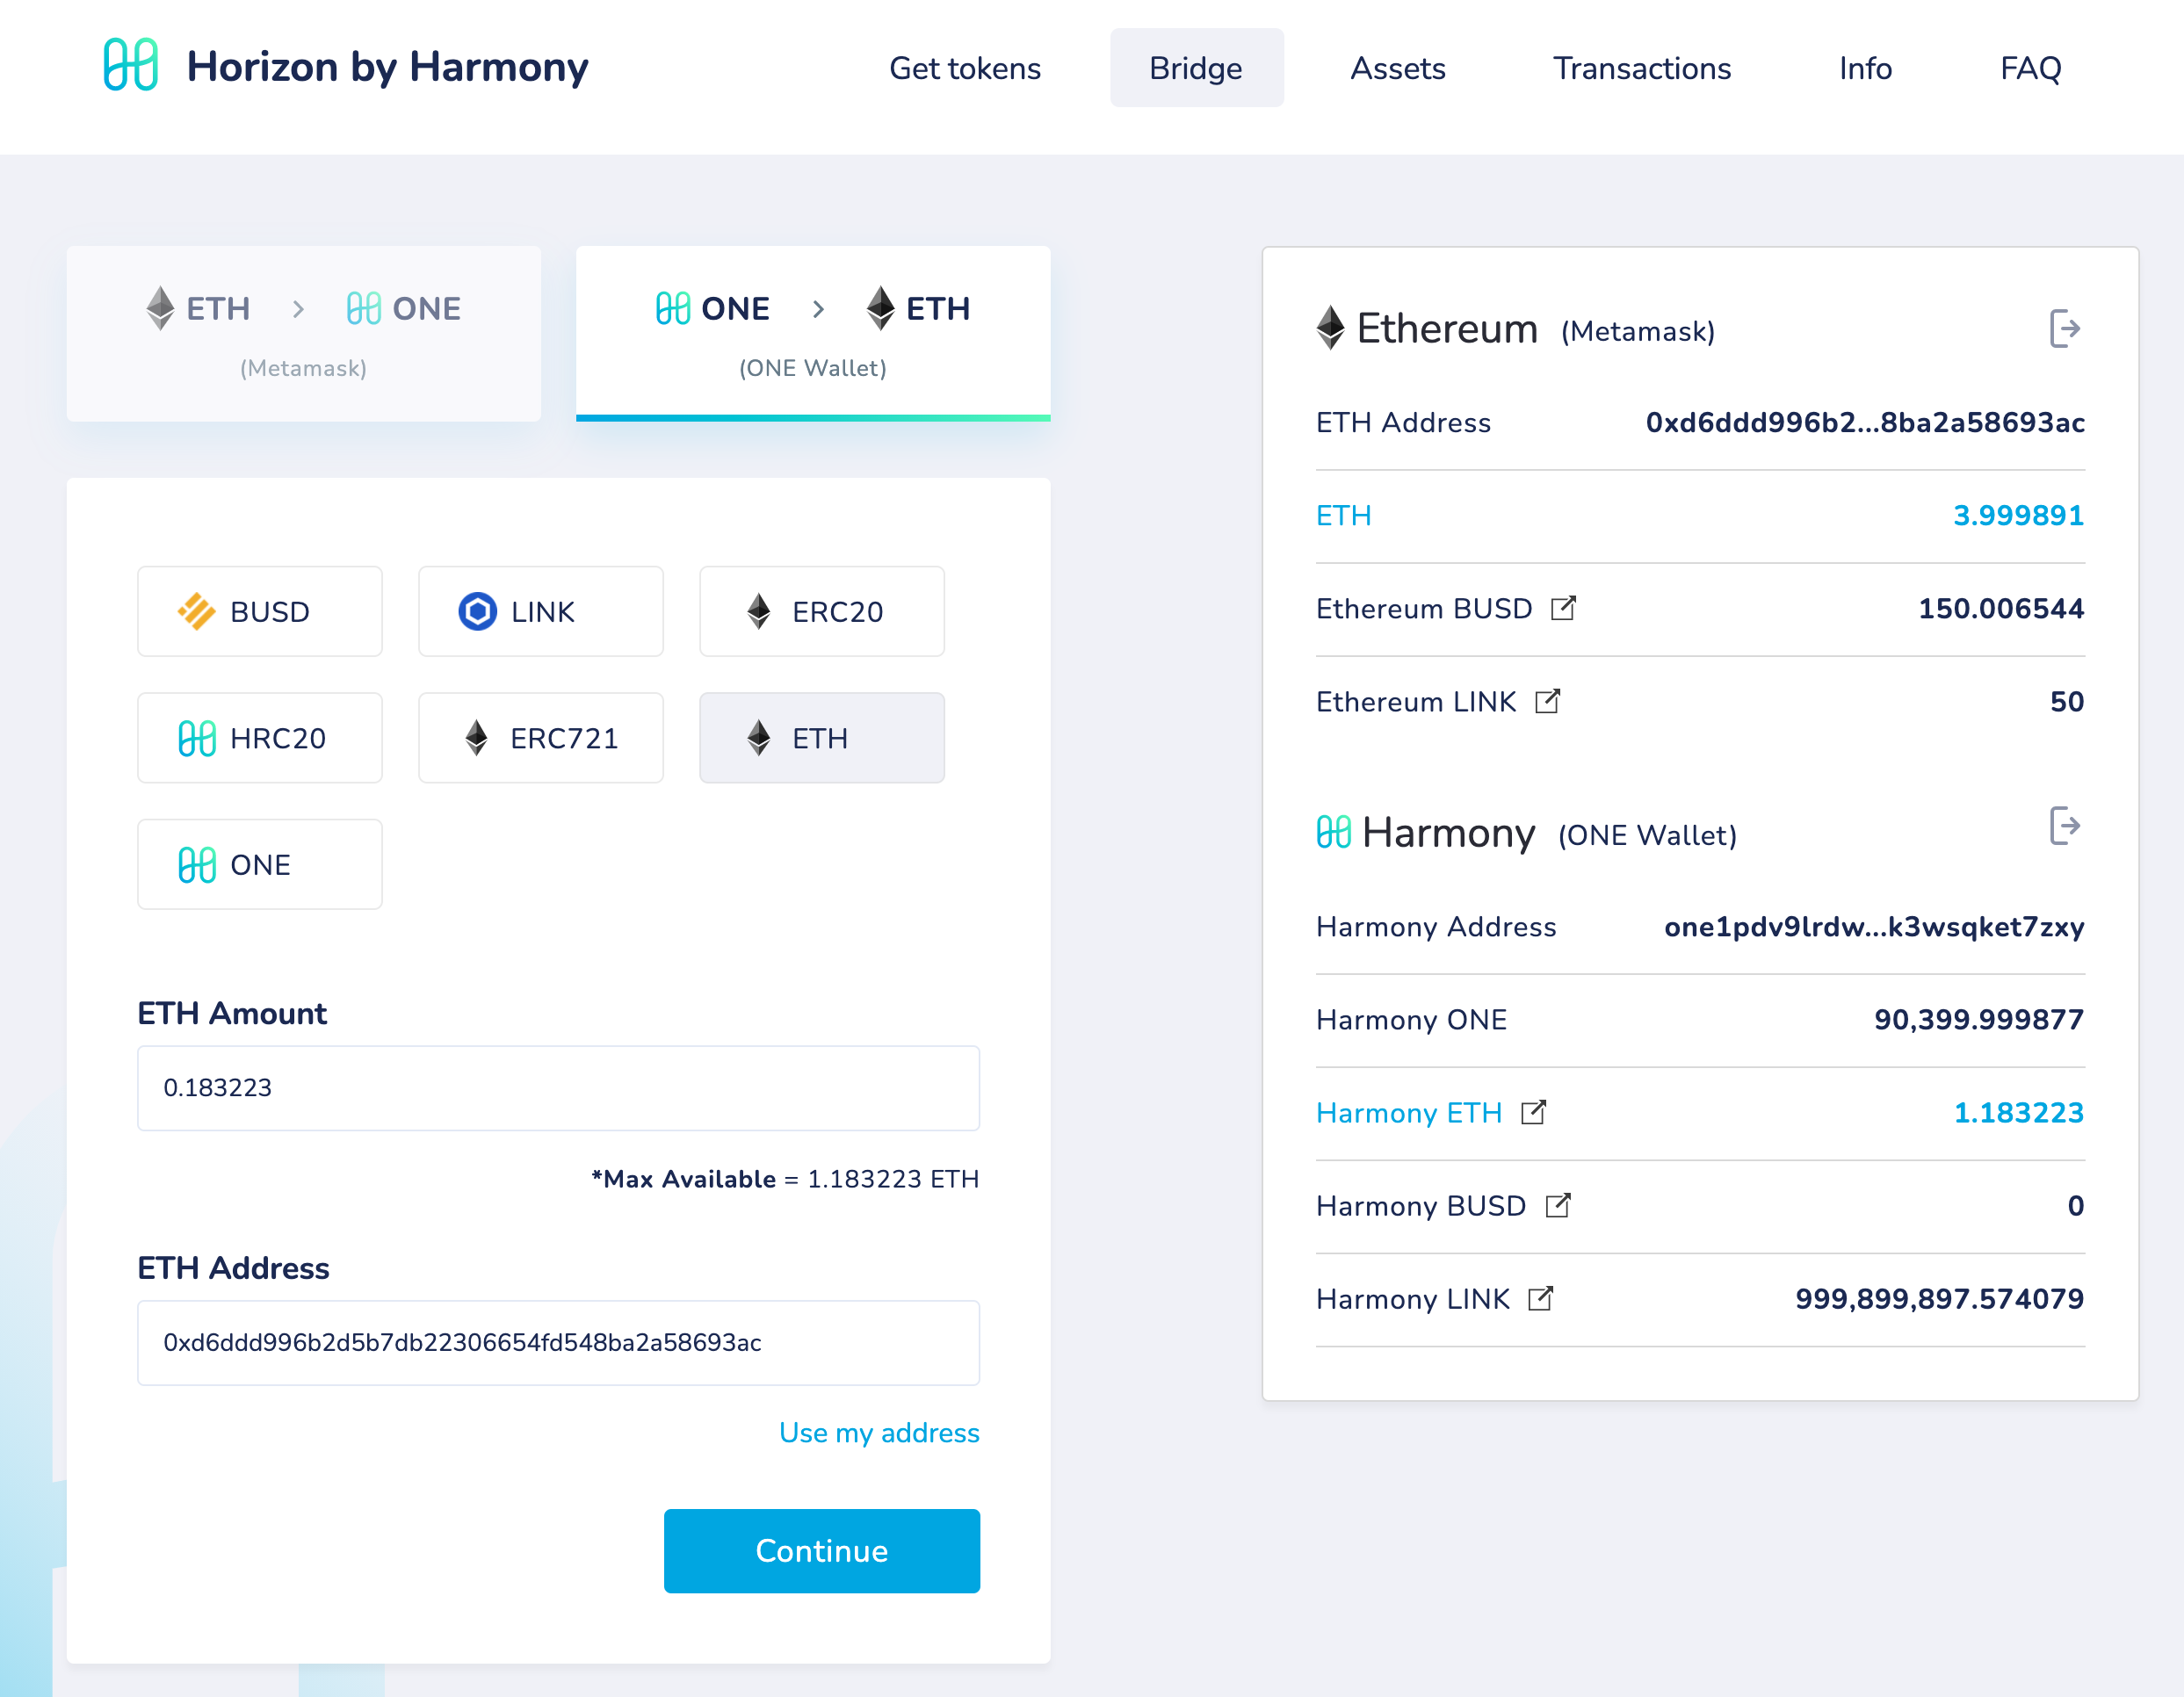 Horizon by Harmony
Get tokens
Bridge
Assets
Transactions
Info
FAQ
ETH > ONE
(Metamask)
ONE > ETH
(ONE Wallet)
BUSD
LINK
ERC20
HRC20
ERC721
ETH
ONE
ETH Amount
0.183223
*Max Available = 1.183223 ETH
ETH Address
0xd6ddd996b2d5b7db22306654fd548ba2a58693ac
Use my address
Continue
Ethereum (Metamask)
ETH Address 0xd6ddd996b2...8ba2a58693ac
ETH 3.999891
Ethereum BUSD 150.006544
Ethereum LINK 50
Harmony (ONE Wallet)
Harmony Address one1pdv9lrdw...k3wsqket7zxy
Harmony ONE 90,399.999877
Harmony ETH 1.183223
Harmony BUSD 0
Harmony LINK 999,899,897.574079